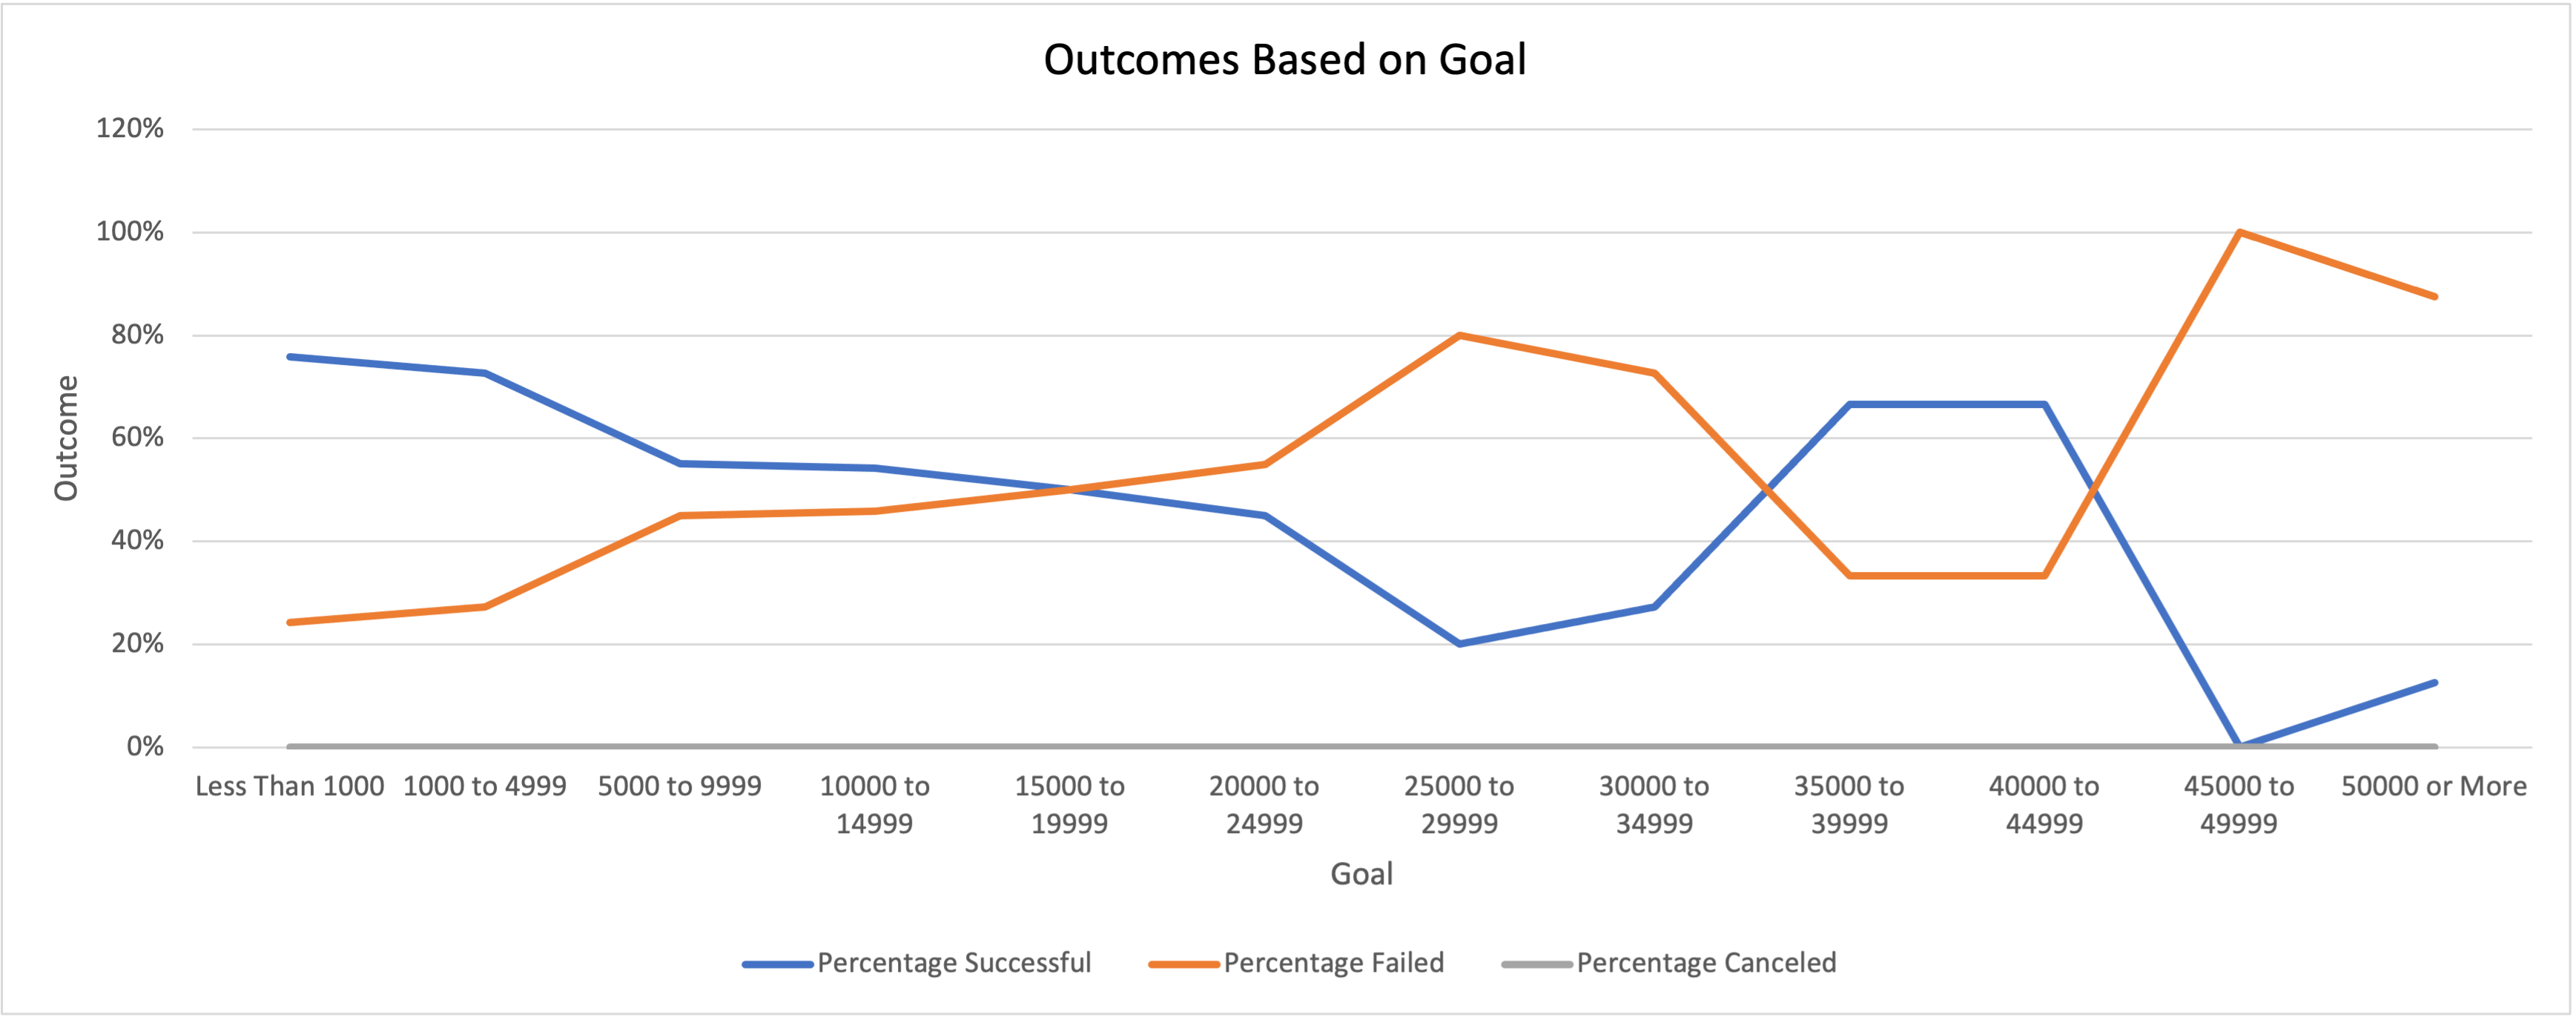 Outcomes Based on Goal
120%
100%
80%
60%
40%
20%
0%
Outcome
Less Than 1000 1000 to 4999 5000 to 9999 10000 to 15000 to 20000 to 25000 to 30000 to 35000 to 40000 to 45000 to 50000 or More
14999 19999 24999 29999 34999 39999 44999 49999
Goal
Percentage Successful Percentage Failed Percentage Canceled